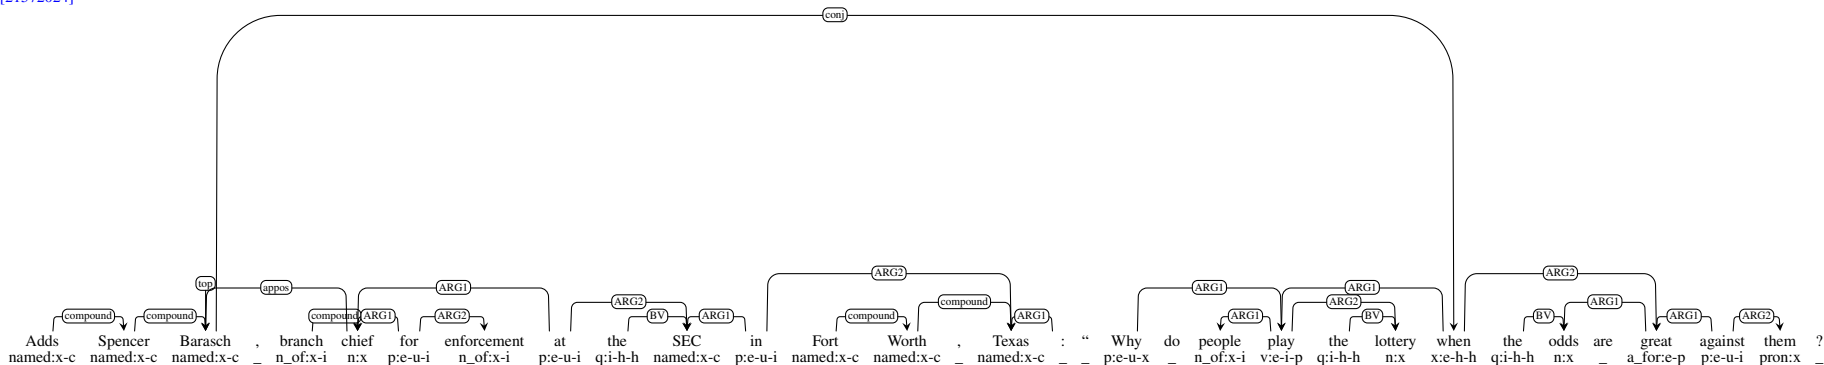 [21572024]
conj
top appos ARG1 ARG2 ARG1 ARG1 ARG2
ARG2 compound ARG2 ARG1
compound compound compound ARG1 ARG2 BV ARG1 compound ARG1 ARG1 BV BV ARG1 ARG2
Adds Spencer Barasch , branch chief for enforcement at the SEC in Fort Worth , Texas : “ Why do people play the lottery when the odds are great against them ?
named:x-c named:x-c named:x-c _ n_of:x-i n:x p:e-u-i n_of:x-i p:e-u-i q:i-h-h named:x-c p:e-u-i named:x-c named:x-c _ named:x-c _ _ p:e-u-x _ n_of:x-i v:e-i-p q:i-h-h n:x x:e-h-h q:i-h-h n:x _ a_for:e-p p:e-u-i pron:x _